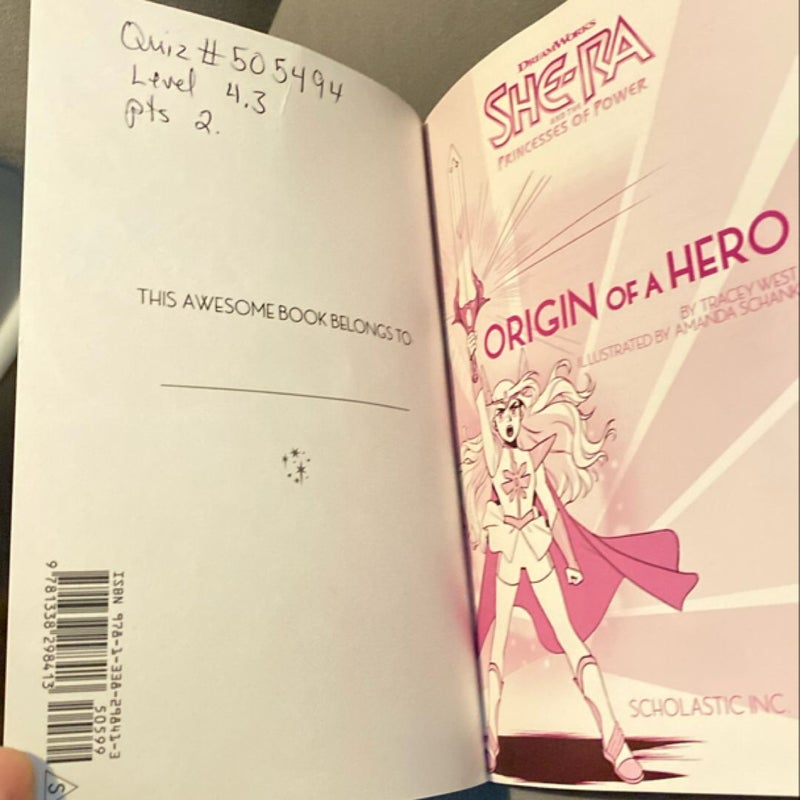 Quiz # 505494
Level 4.3
pts 2.
THIS AWESOME BOOK BELONGS TO
ISBN 978-1-338-29841-3
50599
9 781338 298413
S
DREAMWORKS
SHE-RA
AND THE
PRINCESSES OF POWER
ORIGIN OF A HERO
BY TRACEY WEST
ILLUSTRATED BY AMANDA SCHANK
SCHOLASTIC INC.